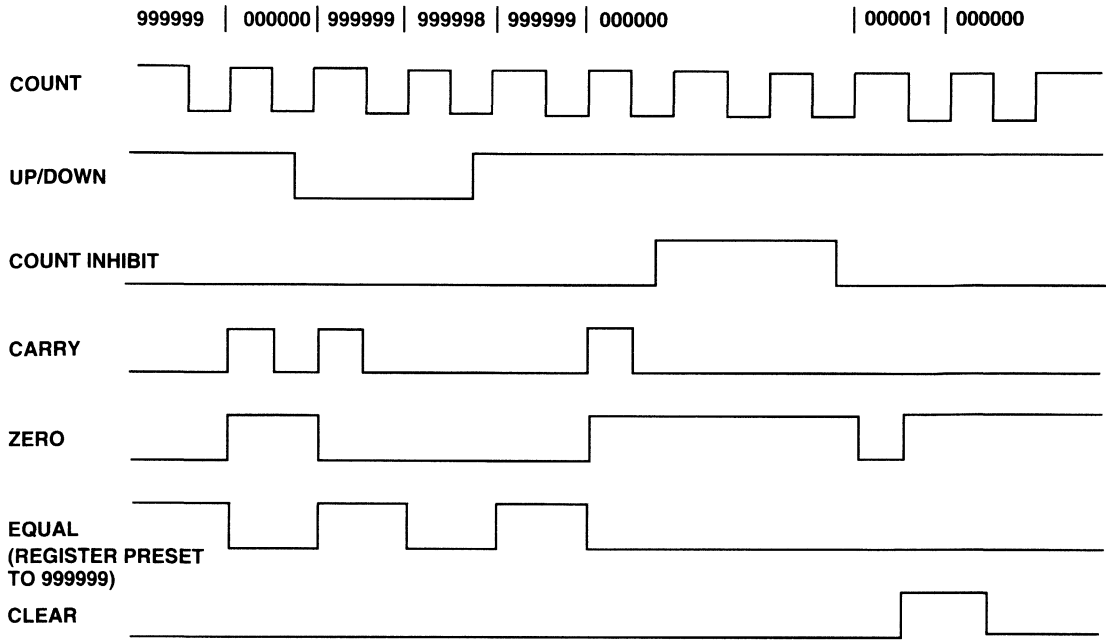 999999 | 000000 | 999999 | 999998 | 999999 | 000000 | 000001 | 000000
COUNT
UP/DOWN
COUNT INHIBIT
CARRY
ZERO
EQUAL
(REGISTER PRESET
TO 999999)
CLEAR